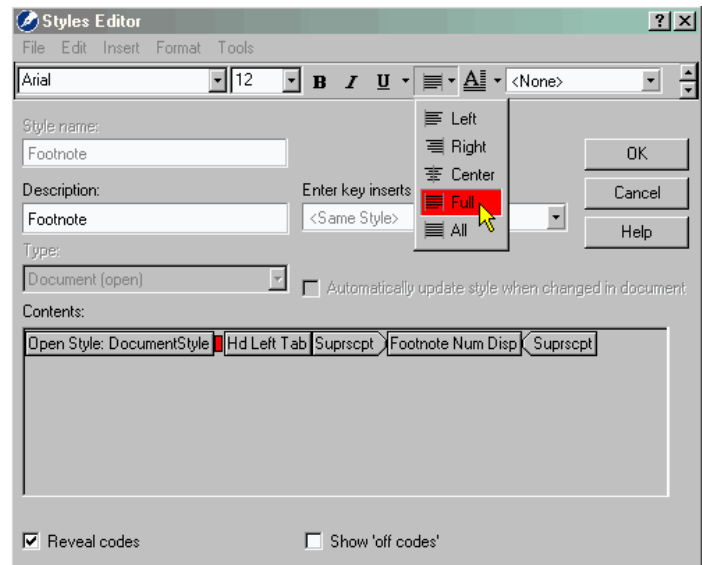 Styles Editor
File Edit Insert Format Tools
Arial 12 B I U A <None>
Left
Style name:
Right
Footnote OK
Center
Description: Enter key inserts Cancel
Full
Footnote <Same Style>
All Help
Type:
Document (open) Automatically update style when changed in document
Contents:
Open Style: DocumentStyle Hd Left Tab Suprscpt Footnote Num Disp Suprscpt
Reveal codes Show 'off codes'